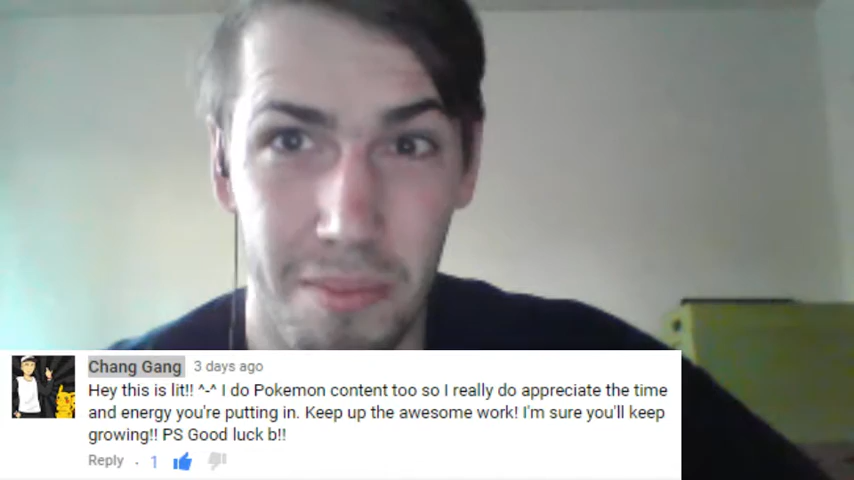 Chang Gang 3 days ago
Hey this is lit!! ^-^ I do Pokemon content too so I really do appreciate the time
and energy you're putting in. Keep up the awesome work! I'm sure you'll keep
growing!! PS Good luck b!!
Reply · 1